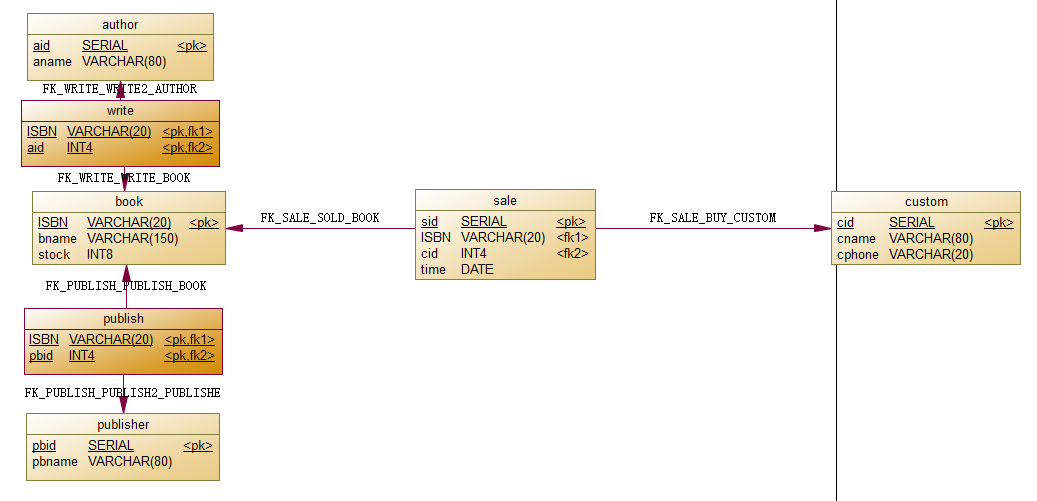 author
aid SERIAL <pk>
aname VARCHAR(80)
FK_WRITE_WRITE2_AUTHOR
write
ISBN VARCHAR(20) <pk,fk1>
aid INT4 <pk,fk2>
FK_WRITE_WRITE_BOOK
book
ISBN VARCHAR(20) <pk>
bname VARCHAR(150)
stock INT8
FK_SALE_SOLD_BOOK
sale
sid SERIAL <pk>
ISBN VARCHAR(20) <fk1>
cid INT4 <fk2>
time DATE
FK_SALE_BUY_CUSTOM
custom
cid SERIAL <pk>
cname VARCHAR(80)
cphone VARCHAR(20)
FK_PUBLISH_PUBLISH_BOOK
publish
ISBN VARCHAR(20) <pk,fk1>
pbid INT4 <pk,fk2>
FK_PUBLISH_PUBLISH2_PUBLISHE
publisher
pbid SERIAL <pk>
pbname VARCHAR(80)